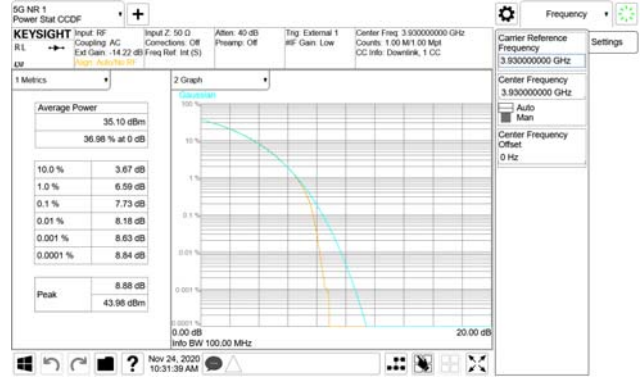 5G NR 1
Power Stat CCDF
+
Frequency
KEYSIGHT
RL
Input: RF
Coupling: AC
Ext Gain: -14.22 dB
Align: Auto/No RF
Input Z: 50 Ω
Corrections: Off
Freq Ref: Int (S)
Atten: 40 dB
Preamp: Off
Trig: External 1
#IF Gain: Low
Center Freq: 3.930000000 GHz
Counts: 1.00 M/1.00 Mpt
CC Info: Downlink, 1 CC
Carrier Reference
Frequency
3.930000000 GHz
Settings
Center Frequency
3.930000000 GHz
Auto
Man
Center Frequency
Offset
0 Hz
1 Metrics
2 Graph
Average Power
35.10 dBm
36.98 % at 0 dB
10.0 % 3.67 dB
1.0 % 6.59 dB
0.1 % 7.73 dB
0.01 % 8.18 dB
0.001 % 8.63 dB
0.0001 % 8.84 dB
Peak
8.88 dB
43.98 dBm
Gaussian
100 %
10 %
1 %
0.1 %
0.01 %
0.001 %
0.0001 %
0.00 dB
20.00 dB
Info BW 100.00 MHz
?
Nov 24, 2020
10:31:39 AM